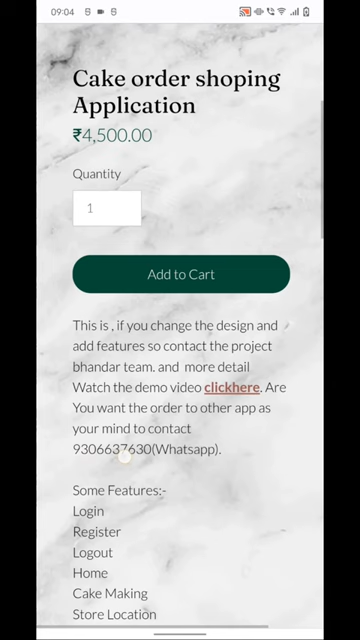 09:04
Cake order shoping
Application
₹4,500.00
Quantity
1
Add to Cart
This is , if you change the design and
add features so contact the project
bhandar team. and more detail
Watch the demo video clickhere. Are
You want the order to other app as
your mind to contact
9306637630(Whatsapp).
Some Features:-
Login
Register
Logout
Home
Cake Making
Store Location